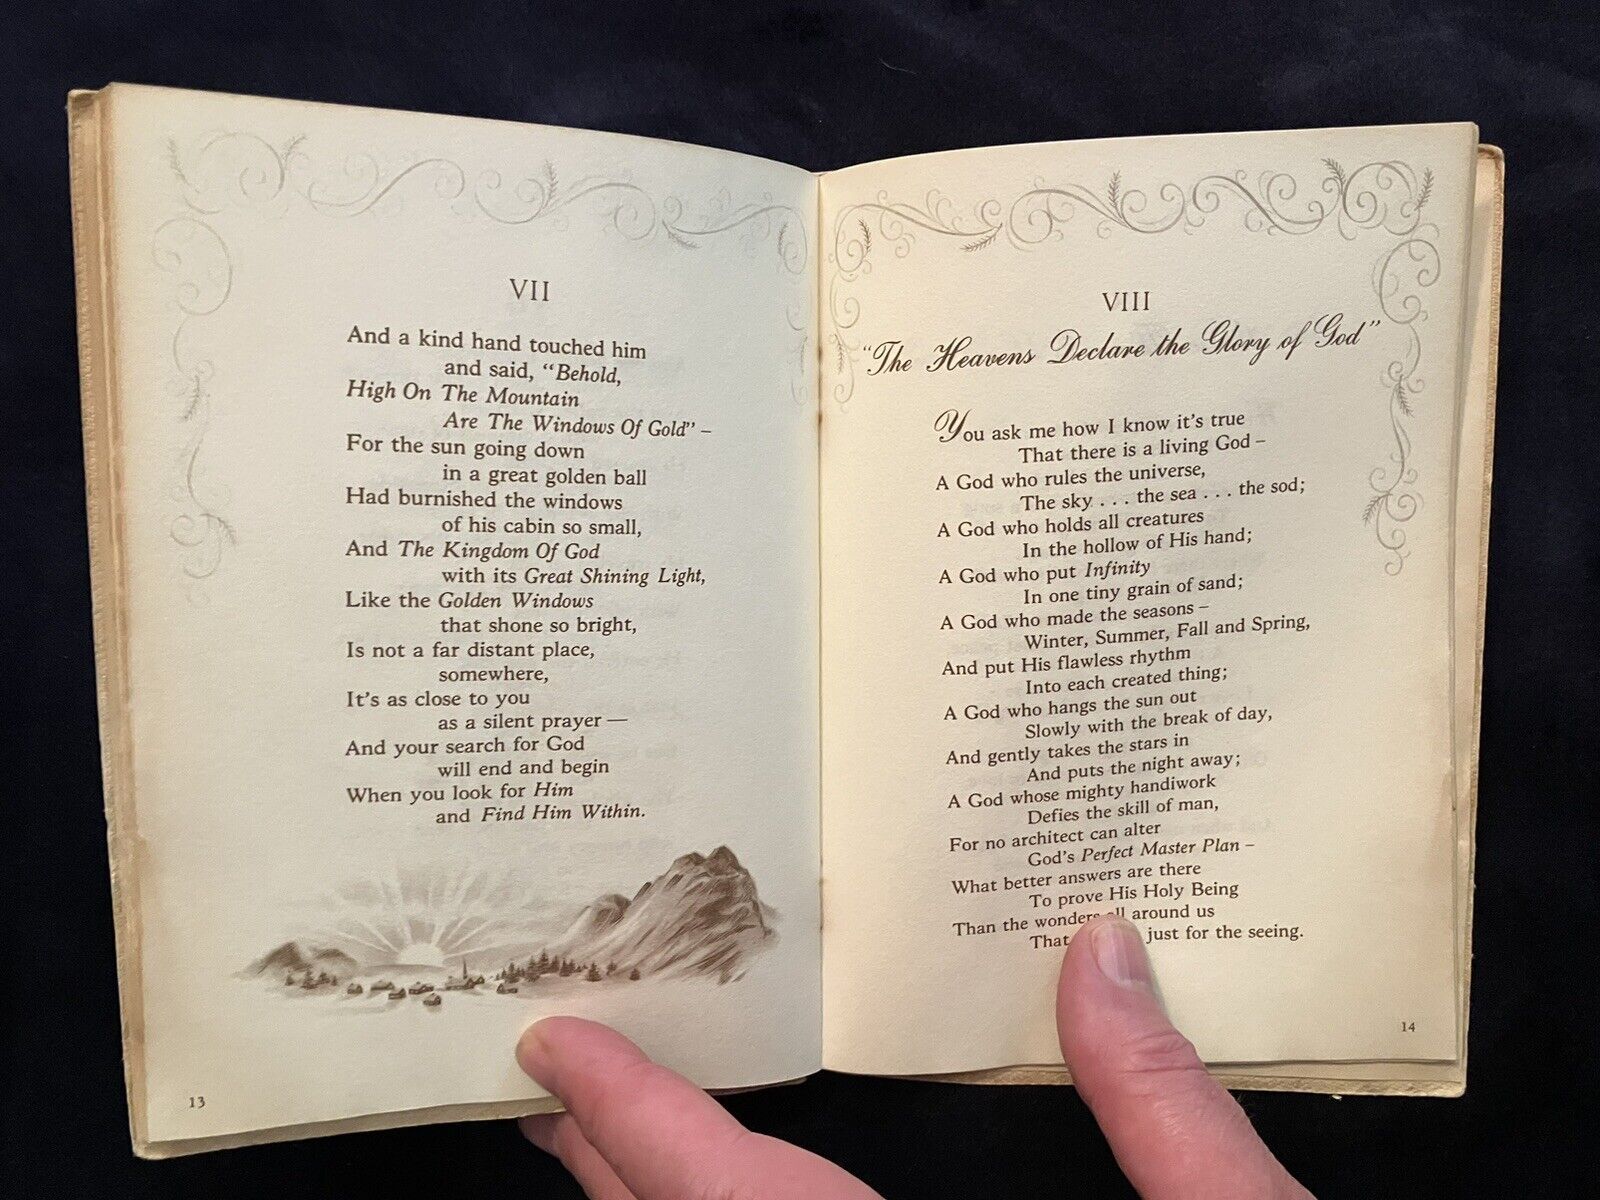 VII
And a kind hand touched him
and said, "Behold,
High On The Mountain
Are The Windows Of Gold" –
For the sun going down
in a great golden ball
Had burnished the windows
of his cabin so small,
And The Kingdom Of God
with its Great Shining Light,
Like the Golden Windows
that shone so bright,
Is not a far distant place,
somewhere,
It's as close to you
as a silent prayer —
And your search for God
will end and begin
When you look for Him
and Find Him Within.
13
VIII
"The Heavens Declare the Glory of God"
You ask me how I know it's true
That there is a living God –
A God who rules the universe,
The sky . . . the sea . . . the sod;
A God who holds all creatures
In the hollow of His hand;
A God who put Infinity
In one tiny grain of sand;
A God who made the seasons –
Winter, Summer, Fall and Spring,
And put His flawless rhythm
Into each created thing;
A God who hangs the sun out
Slowly with the break of day,
And gently takes the stars in
And puts the night away;
A God whose mighty handiwork
Defies the skill of man,
For no architect can alter
God's Perfect Master Plan –
What better answers are there
To prove His Holy Being
Than the wonders all around us
That just for the seeing.
14